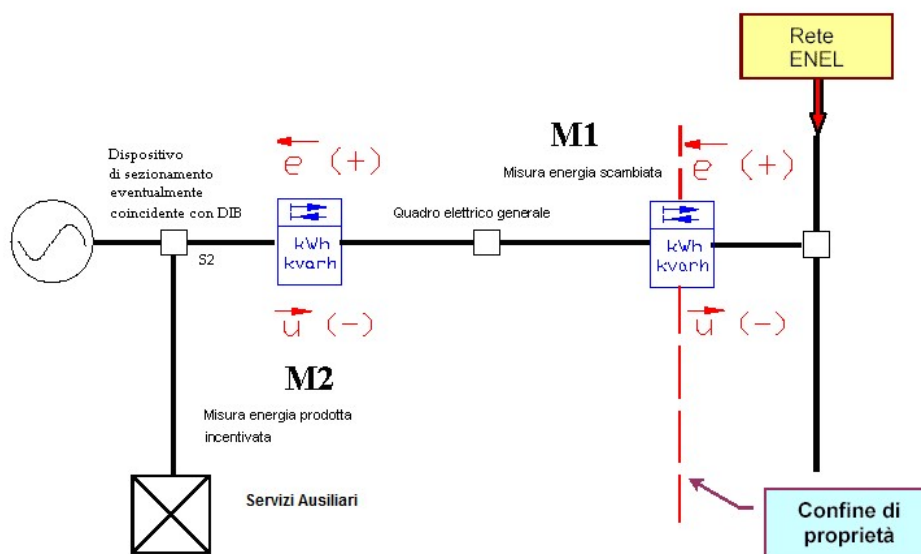 Rete
ENEL
M1
Misura energia scambiata
e (+)
e (+)
Dispositivo
di sezionamento
eventualmente
coincidente con DIB
S2
Quadro elettrico generale
kWh
kvarh
kWh
kvarh
u (-)
u (-)
M2
Misura energia prodotta
incentivata
Servizi Ausiliari
Confine di
proprietà